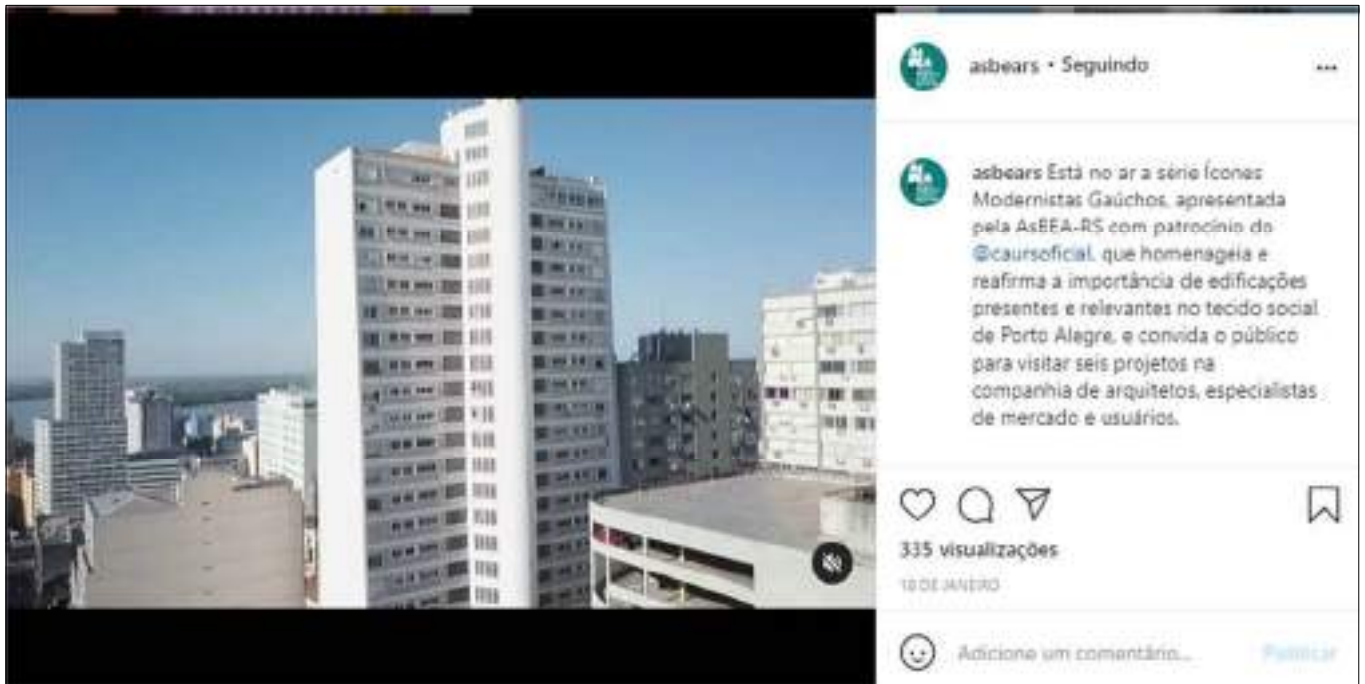 asbears • Seguindo
asbears Está no ar a série Ícones
Modernistas Gaúchos, apresentada
pela AsBEA-RS com patrocínio do
@caursoficial, que homenageia e
reafirma a importância de edificações
presentes e relevantes no tecido social
de Porto Alegre, e convida o público
para visitar seis projetos na
companhia de arquitetos, especialistas
de mercado e usuários.
335 visualizações
18 DE JANEIRO
Adicione um comentário...
Publicar